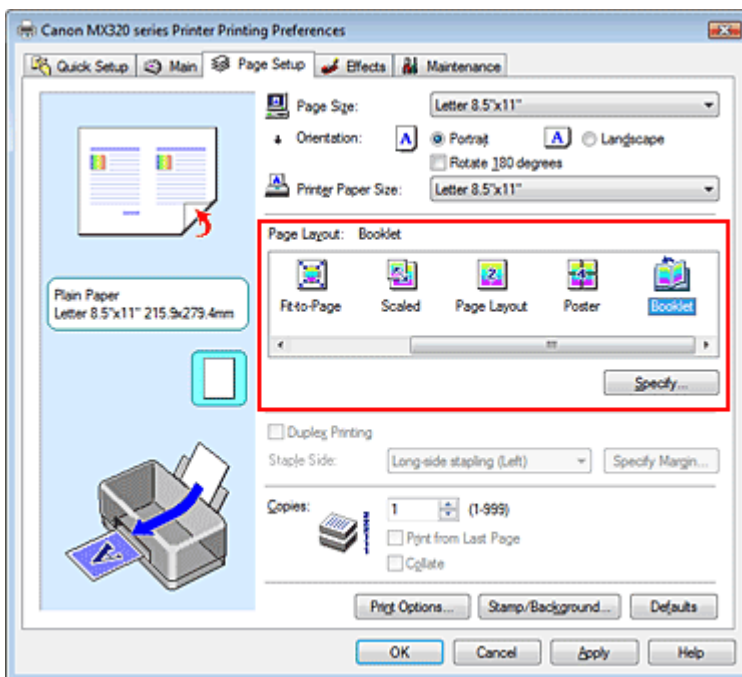 Canon MX320 series Printer Printing Preferences
Quick Setup
Main
Page Setup
Effects
Maintenance
Page Size:
Letter 8.5"x11"
Orientation:
A
Portrait
A
Landscape
Rotate 180 degrees
Printer Paper Size:
Letter 8.5"x11"
Page Layout: Booklet
Fit-to-Page
Scaled
Page Layout
Poster
Booklet
Specify...
Plain Paper
Letter 8.5"x11" 215.9x279.4mm
Duplex Printing
Staple Side:
Long-side stapling (Left)
Specify Margin...
Copies:
1
(1-999)
Print from Last Page
Collate
A
Print Options...
Stamp/Background...
Defaults
OK
Cancel
Apply
Help